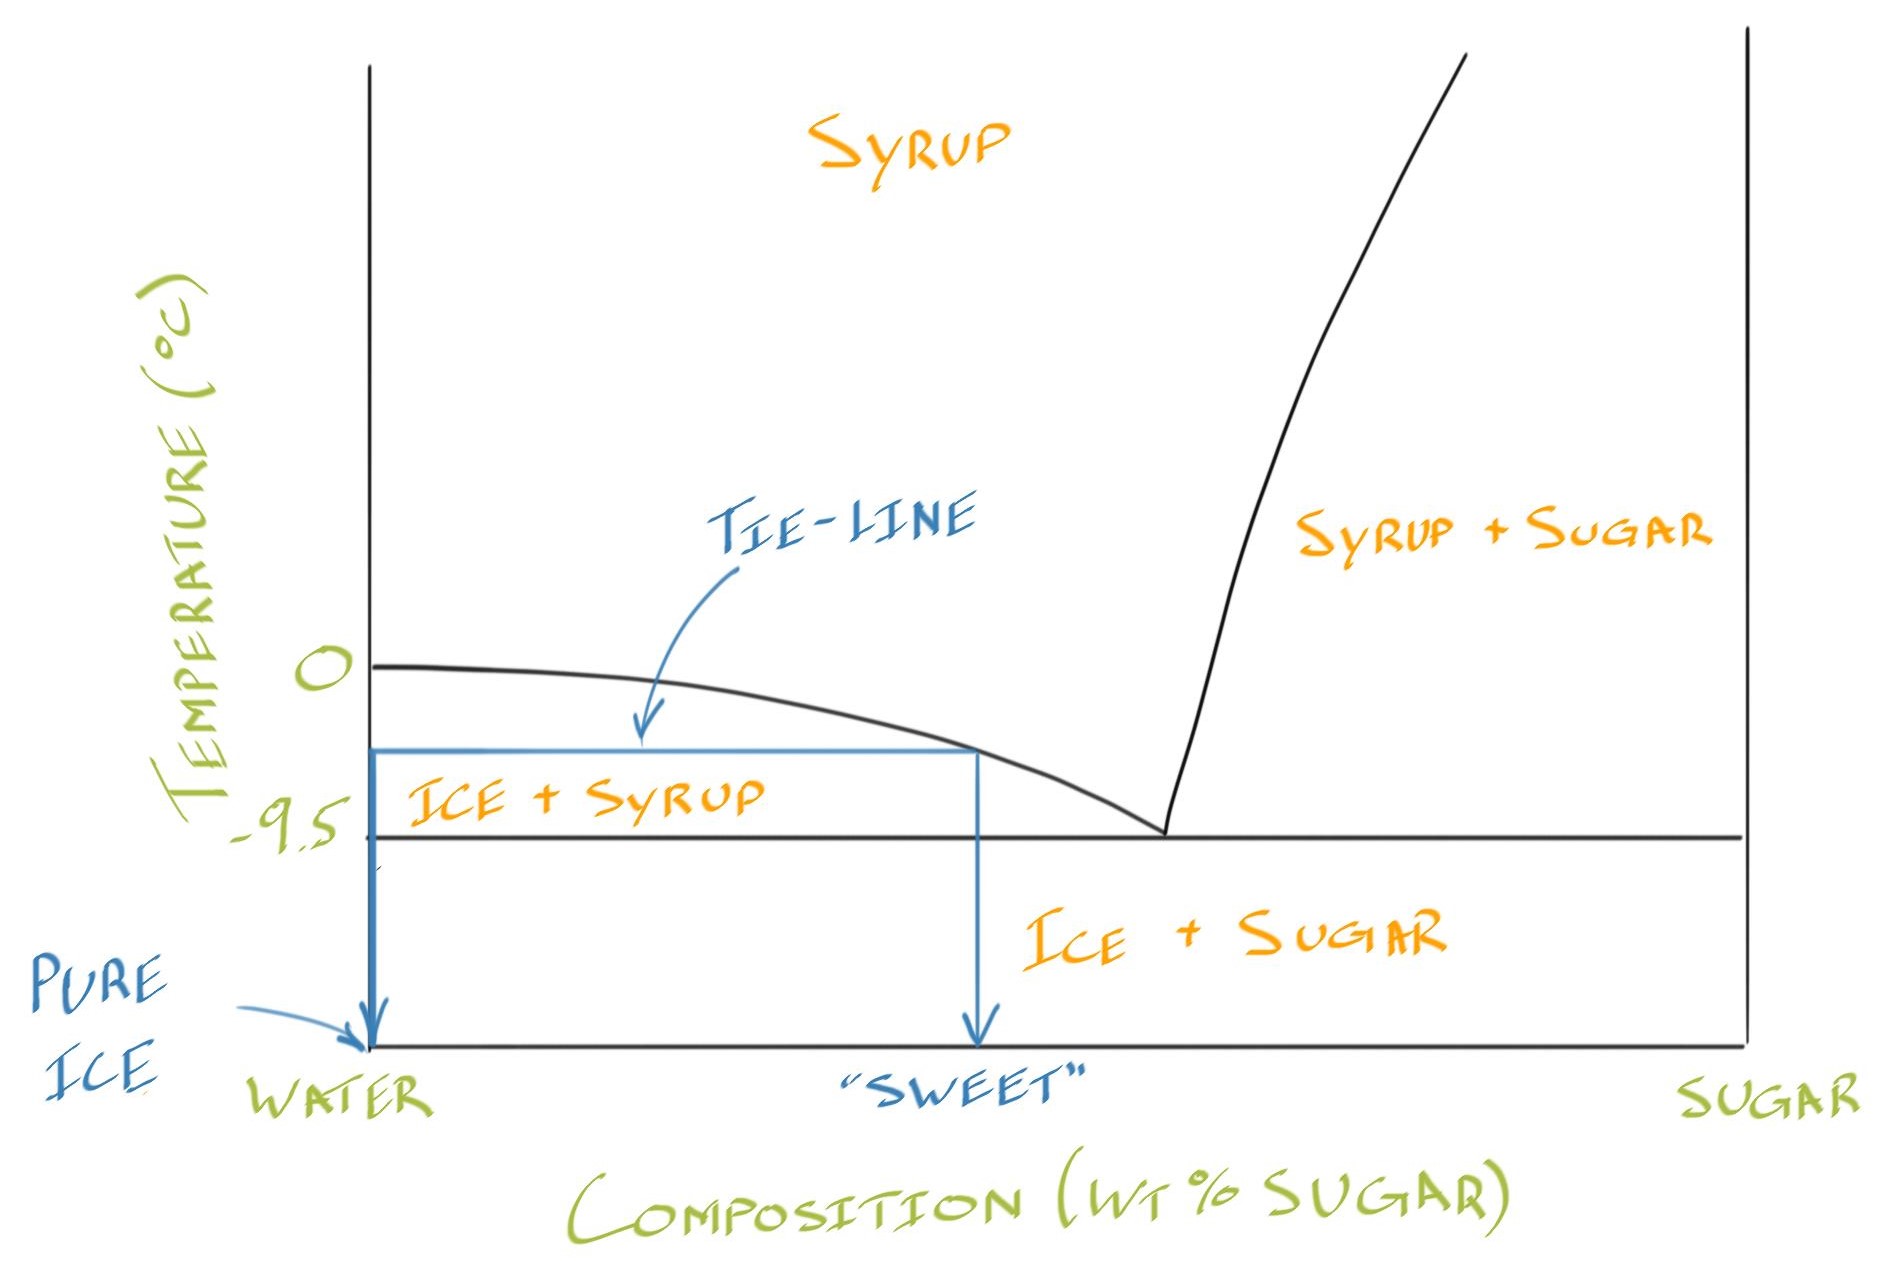 SYRUP
TEMPERATURE (°C)
TIE-LINE
SYRUP + SUGAR
0
ICE + SYRUP
-9.5
ICE + SUGAR
PURE
ICE
WATER
"SWEET"
SUGAR
COMPOSITION (WT % SUGAR)